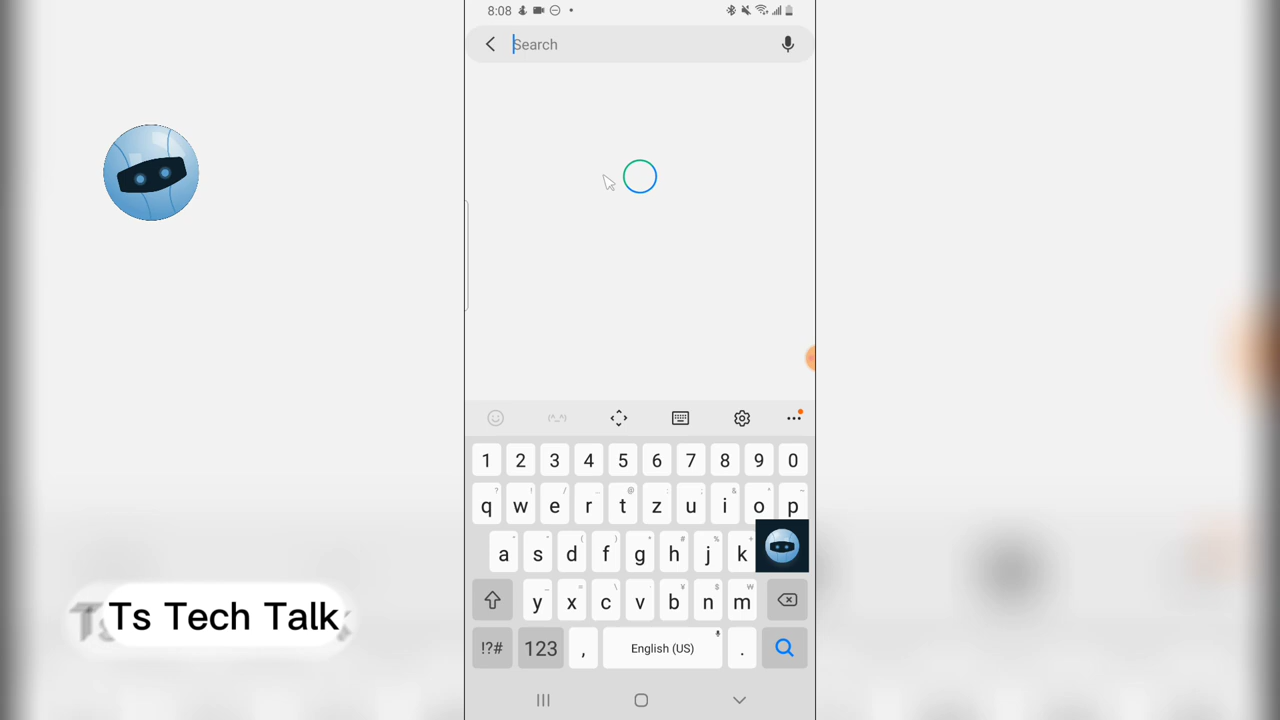 8:08
Search
1 2 3 4 5 6 7 8 9 0
q w e r t z u i o p
a s d f g h j k
y x c v b n m
!?# 123 , English (US) .
Ts Tech Talk